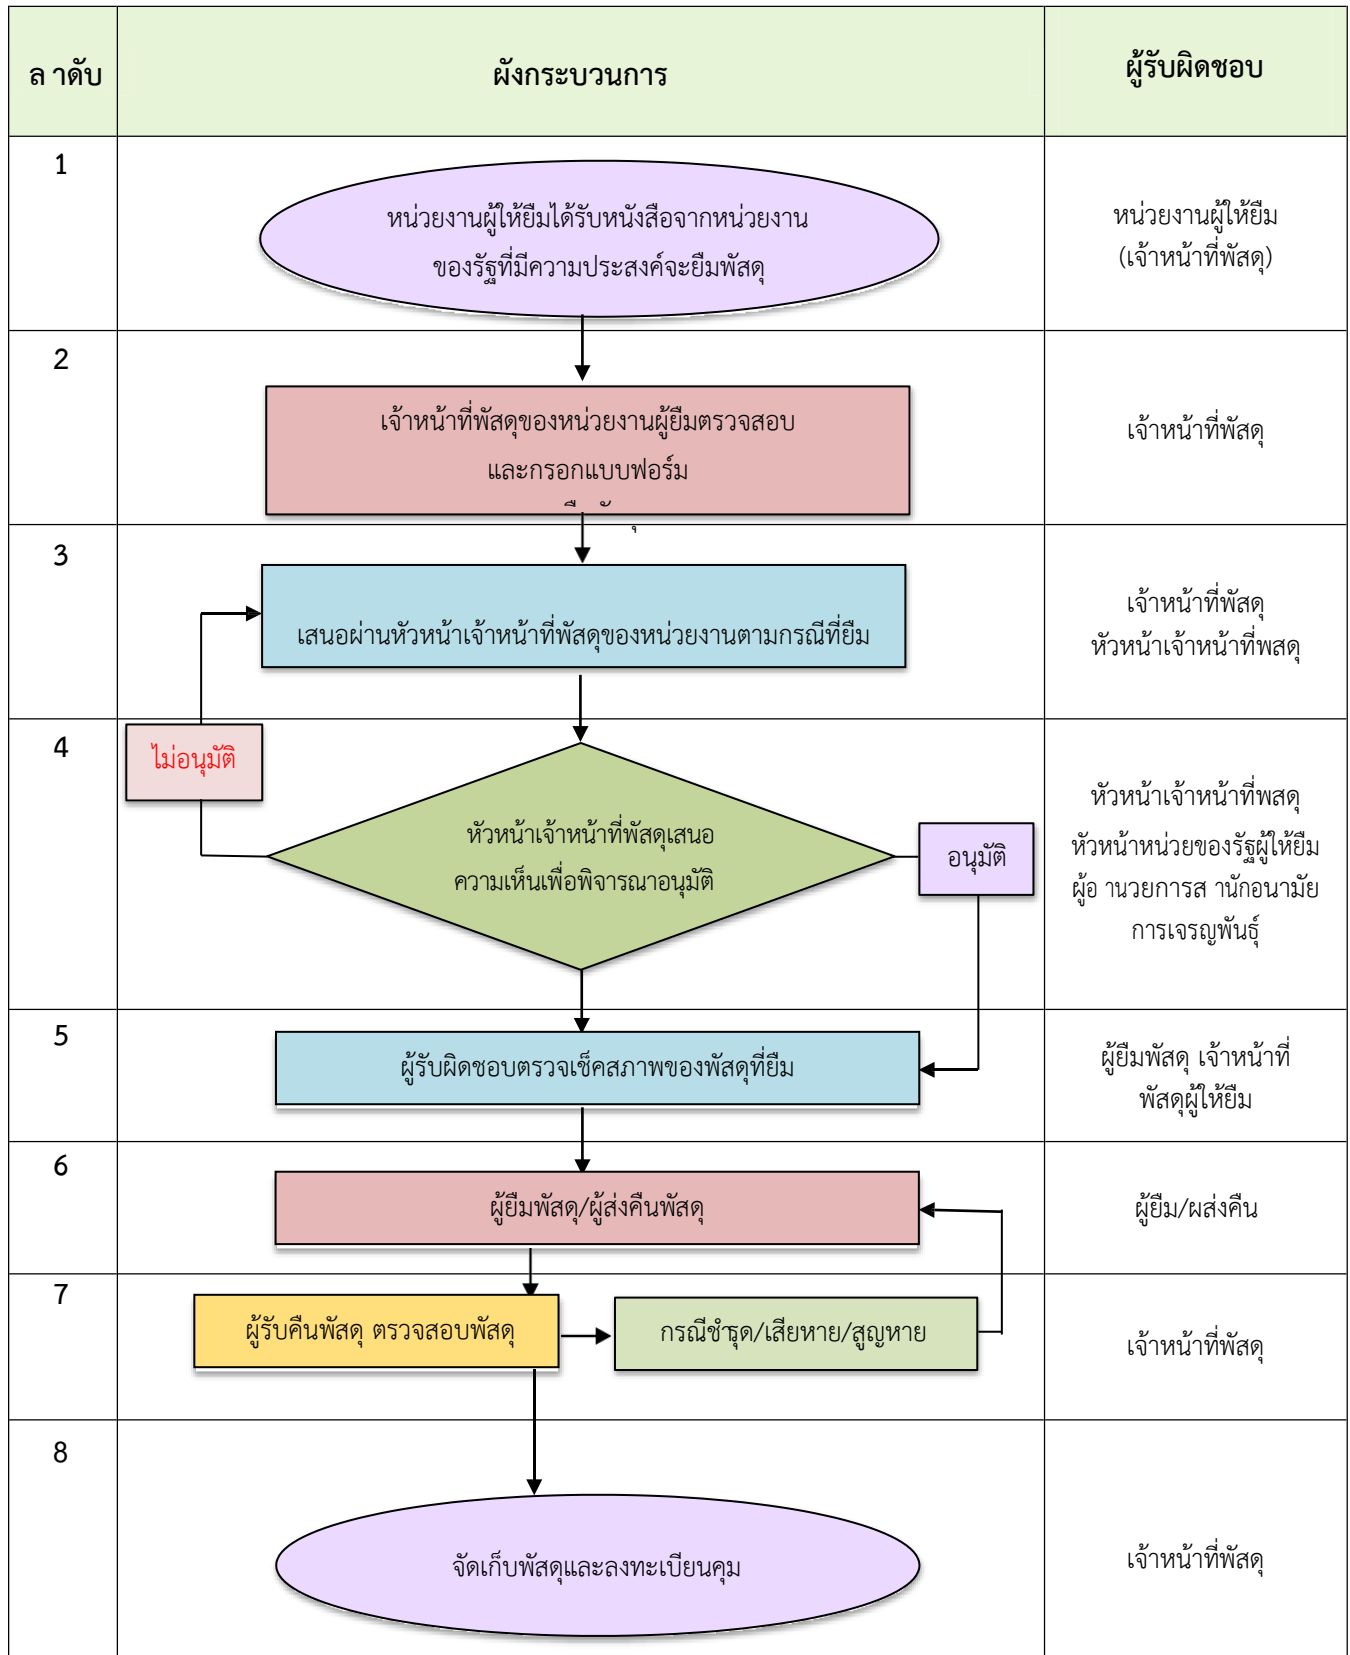 ล าดับ
ผังกระบวนการ
ผู้รับผิดชอบ
1
หน่วยงานผู้ให้ยืมได้รับหนังสือจากหน่วยงาน
ของรัฐที่มีความประสงค์จะยืมพัสดุ
หน่วยงานผู้ให้ยืม
(เจ้าหน้าที่พัสดุ)
2
เจ้าหน้าที่พัสดุของหน่วยงานผู้ยืมตรวจสอบ
และกรอกแบบฟอร์ม
เจ้าหน้าที่พัสดุ
3
เสนอผ่านหัวหน้าเจ้าหน้าที่พัสดุของหน่วยงานตามกรณีที่ยืม
เจ้าหน้าที่พัสดุ
หัวหน้าเจ้าหน้าที่พสดุ
4
ไม่อนุมัติ
หัวหน้าเจ้าหน้าที่พัสดุเสนอ
ความเห็นเพื่อพิจารณาอนุมัติ
อนุมัติ
หัวหน้าเจ้าหน้าที่พสดุ
หัวหน้าหน่วยของรัฐผู้ให้ยืม
ผู้อ านวยการส านักอนามัย
การเจรญพันธุ์
5
ผู้รับผิดชอบตรวจเช็คสภาพของพัสดุที่ยืม
ผู้ยืมพัสดุ เจ้าหน้าที่
พัสดุผู้ให้ยืม
6
ผู้ยืมพัสดุ/ผู้ส่งคืนพัสดุ
ผู้ยืม/ผส่งคืน
7
ผู้รับคืนพัสดุ ตรวจสอบพัสดุ
กรณีชำรุด/เสียหาย/สูญหาย
เจ้าหน้าที่พัสดุ
8
จัดเก็บพัสดุและลงทะเบียนคุม
เจ้าหน้าที่พัสดุ